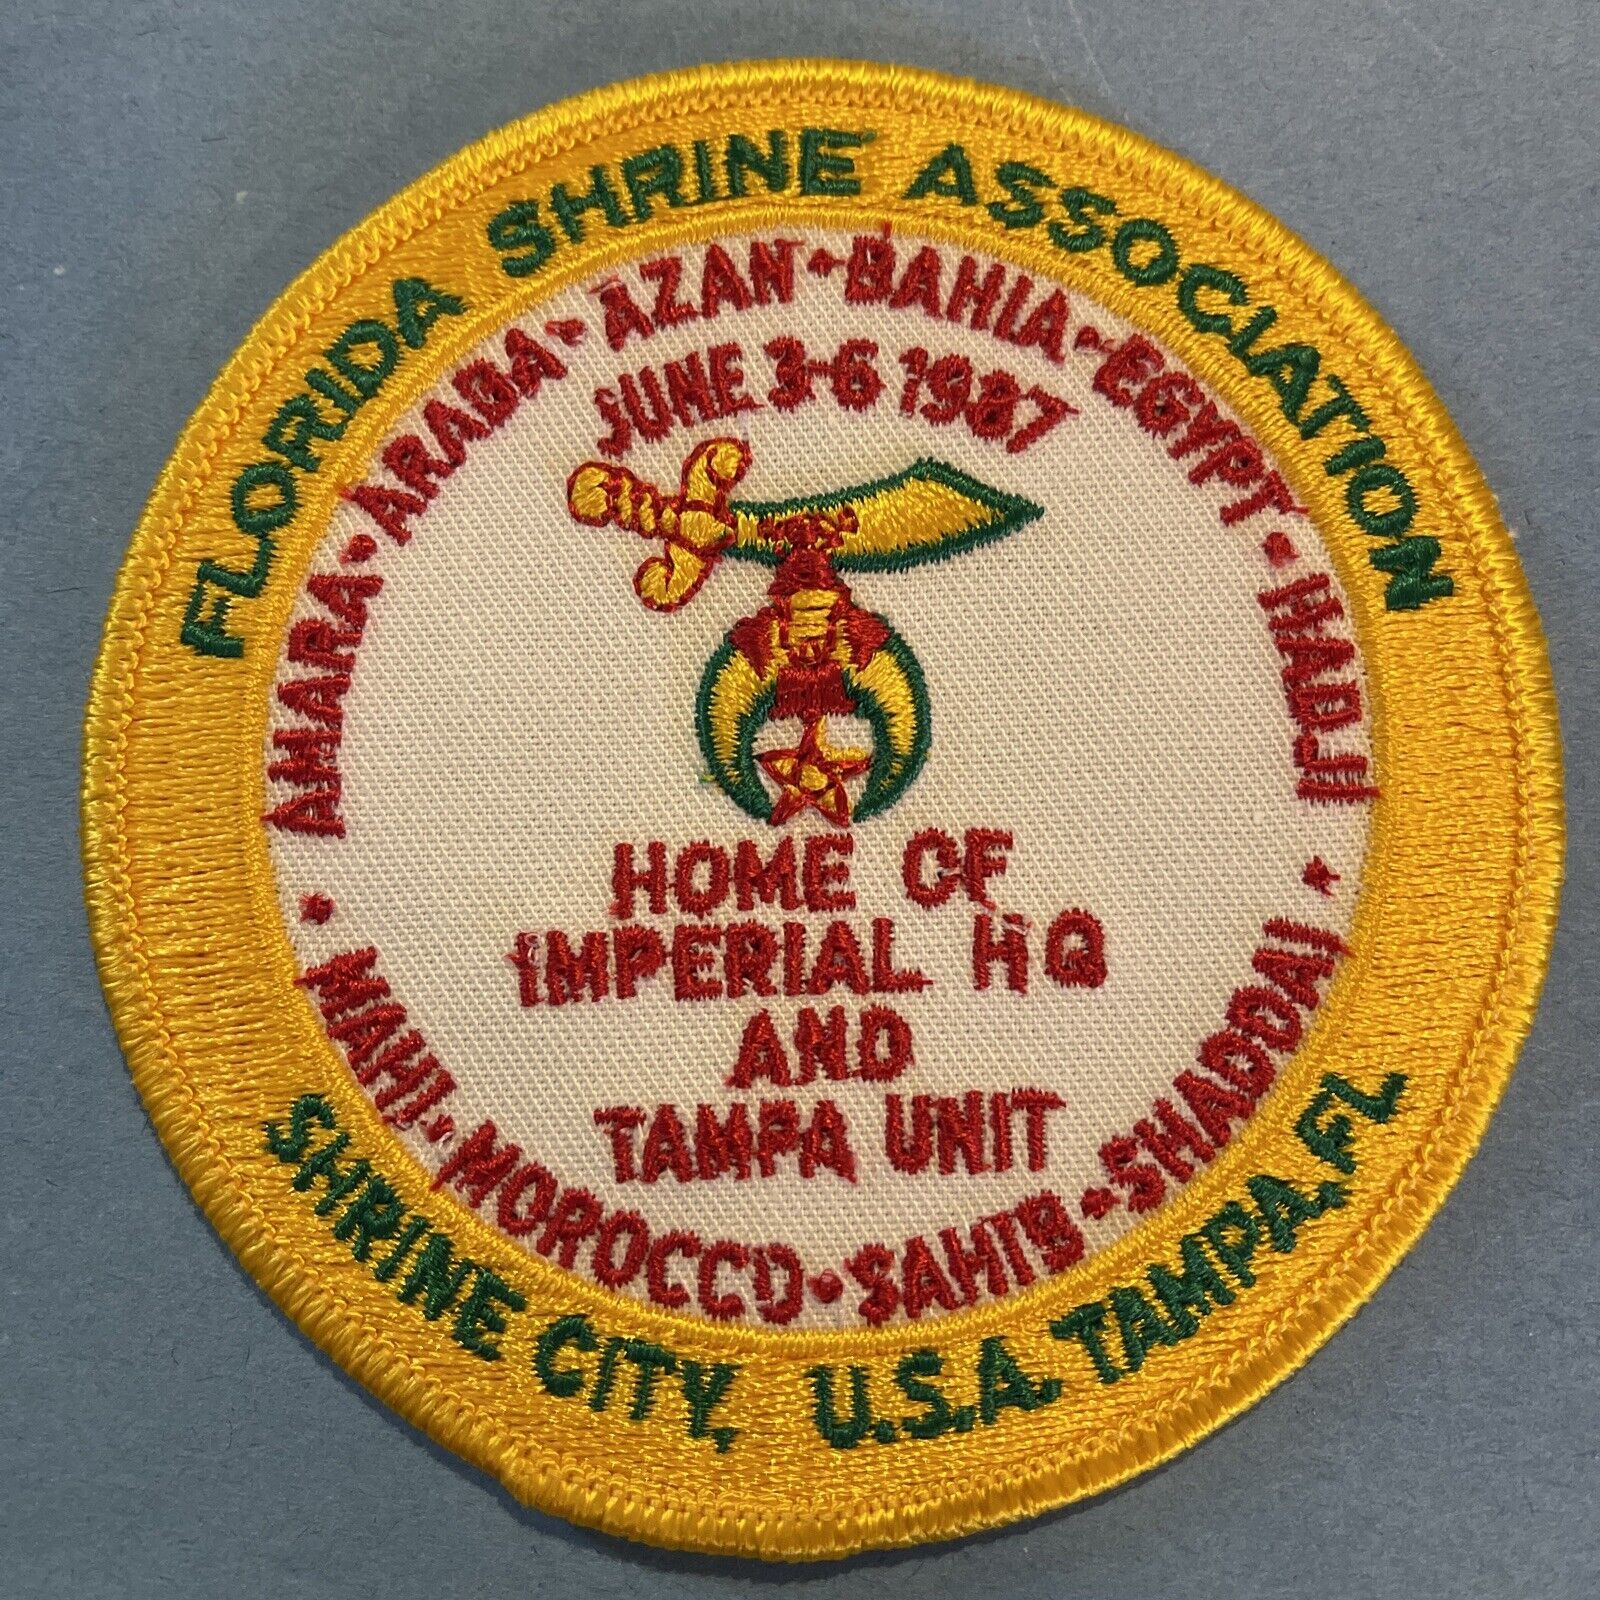 FLORIDA SHRINE ASSOCIATION
AMARA • ARABA • AZAN • BAHIA • EGYPT • HADJI
JUNE 3-6 1987
HOME OF
IMPERIAL HQ
AND
TAMPA UNIT
• MAHI • MOROCCO • SAHIB • SHADDAI •
SHRINE CITY, U.S.A. TAMPA. FL